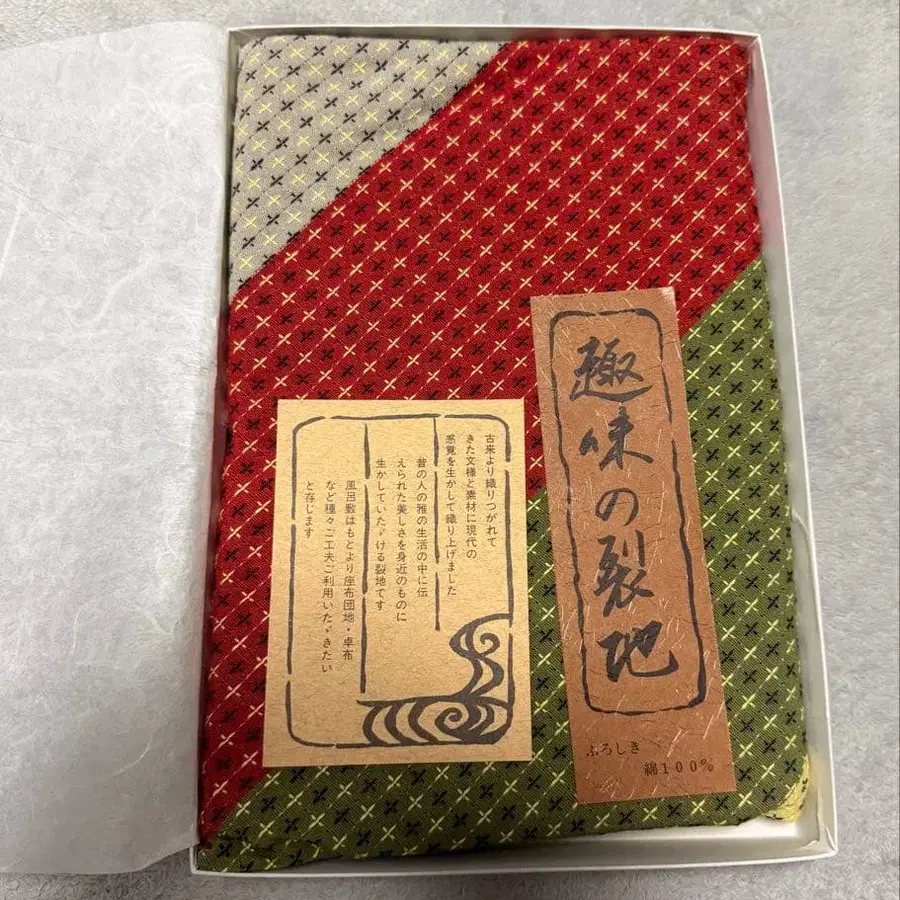 趣味の裂地
ふろしき
綿100%
古来より織りつがれて
きた文様と素材に現代の
感覚を生かして織り上げました
昔の人の雅の生活の中に伝
えられた美しさを身近のものに
生かしていたゞける裂地です
風呂敷はもとより座布団地・卓布
など種々ご工夫ご利用いたゞきたい
と存じます